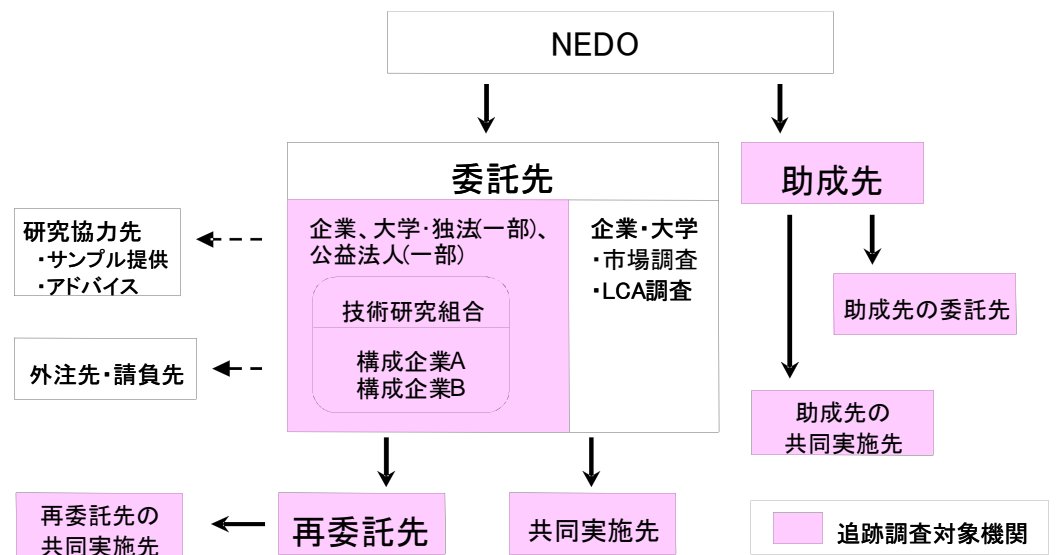 NEDO
委託先
助成先
企業、大学・独法(一部)、
公益法人(一部)
技術研究組合
構成企業A
構成企業B
企業・大学
・市場調査
・LCA調査
研究協力先
・サンプル提供
・アドバイス
外注先・請負先
助成先の委託先
助成先の
共同実施先
再委託先の
共同実施先
再委託先
共同実施先
追跡調査対象機関